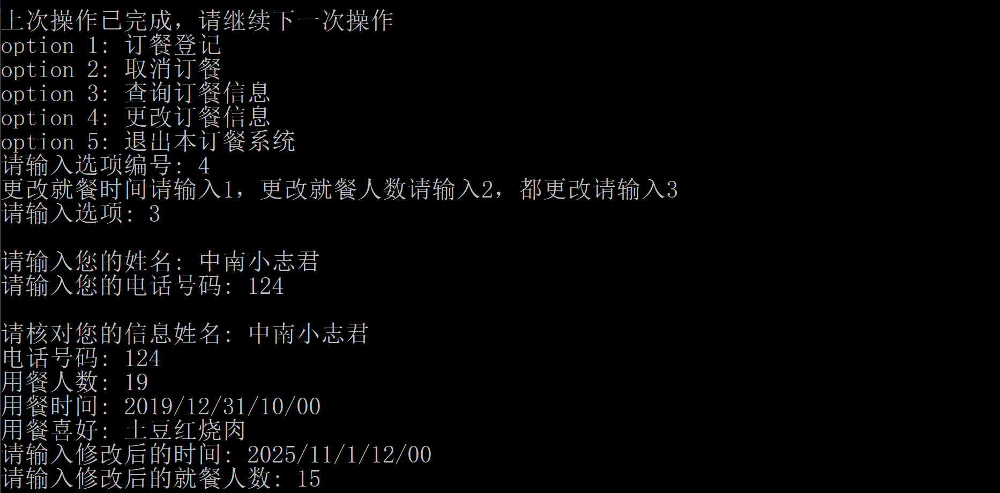 上次操作已完成，请继续下一次操作
option 1: 订餐登记
option 2: 取消订餐
option 3: 查询订餐信息
option 4: 更改订餐信息
option 5: 退出本订餐系统
请输入选项编号: 4
更改就餐时间请输入1，更改就餐人数请输入2，都更改请输入3
请输入选项: 3
请输入您的姓名: 中南小志君
请输入您的电话号码: 124
请核对您的信息姓名: 中南小志君
电话号码: 124
用餐人数: 19
用餐时间: 2019/12/31/10/00
用餐喜好: 土豆红烧肉
请输入修改后的时间: 2025/11/1/12/00
请输入修改后的就餐人数: 15